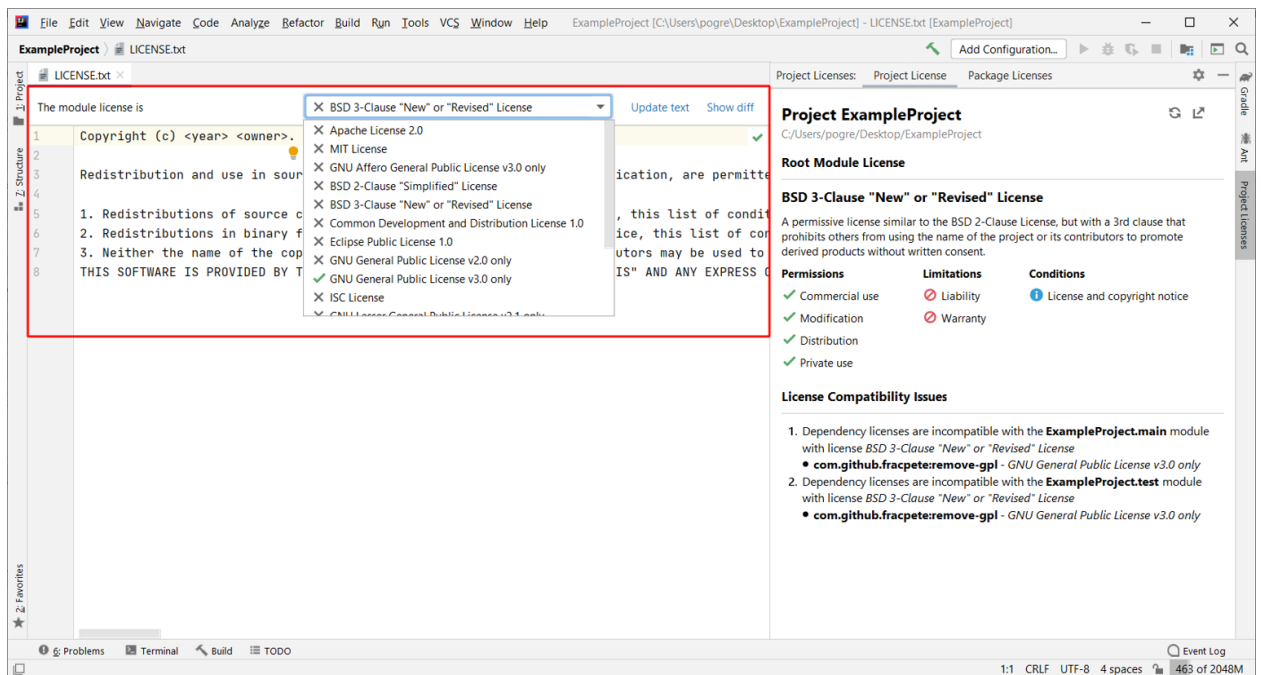 File Edit View Navigate Code Analyze Refactor Build Run Tools VCS Window Help ExampleProject [C:\Users\pogre\Desktop\ExampleProject] - LICENSE.txt [ExampleProject]
ExampleProject LICENSE.txt
Add Configuration...
1: Project
7: Structure
2: Favorites
LICENSE.txt
The module license is
BSD 3-Clause "New" or "Revised" License
Update text Show diff
Apache License 2.0
MIT License
GNU Affero General Public License v3.0 only
BSD 2-Clause "Simplified" License
BSD 3-Clause "New" or "Revised" License
Common Development and Distribution License 1.0
Eclipse Public License 1.0
GNU General Public License v2.0 only
GNU General Public License v3.0 only
ISC License
GNU Lesser General Public License v2.1 only
1 Copyright (c) <year> <owner>.
2
3 Redistribution and use in sour ication, are permitte
4
5 1. Redistributions of source c , this list of condit
6 2. Redistributions in binary f ice, this list of con
7 3. Neither the name of the cop utors may be used to
8 THIS SOFTWARE IS PROVIDED BY T IS" AND ANY EXPRESS O
Project Licenses: Project License Package Licenses
Project ExampleProject
C:/Users/pogre/Desktop/ExampleProject
Root Module License
BSD 3-Clause "New" or "Revised" License
A permissive license similar to the BSD 2-Clause License, but with a 3rd clause that
prohibits others from using the name of the project or its contributors to promote
derived products without written consent.
Permissions Limitations Conditions
Commercial use Liability License and copyright notice
Modification Warranty
Distribution
Private use
License Compatibility Issues
1. Dependency licenses are incompatible with the ExampleProject.main module
with license BSD 3-Clause "New" or "Revised" License
• com.github.fracpete:remove-gpl - GNU General Public License v3.0 only
2. Dependency licenses are incompatible with the ExampleProject.test module
with license BSD 3-Clause "New" or "Revised" License
• com.github.fracpete:remove-gpl - GNU General Public License v3.0 only
Gradle
Ant
Project Licenses
6: Problems Terminal Build TODO Event Log
1:1 CRLF UTF-8 4 spaces 463 of 2048M